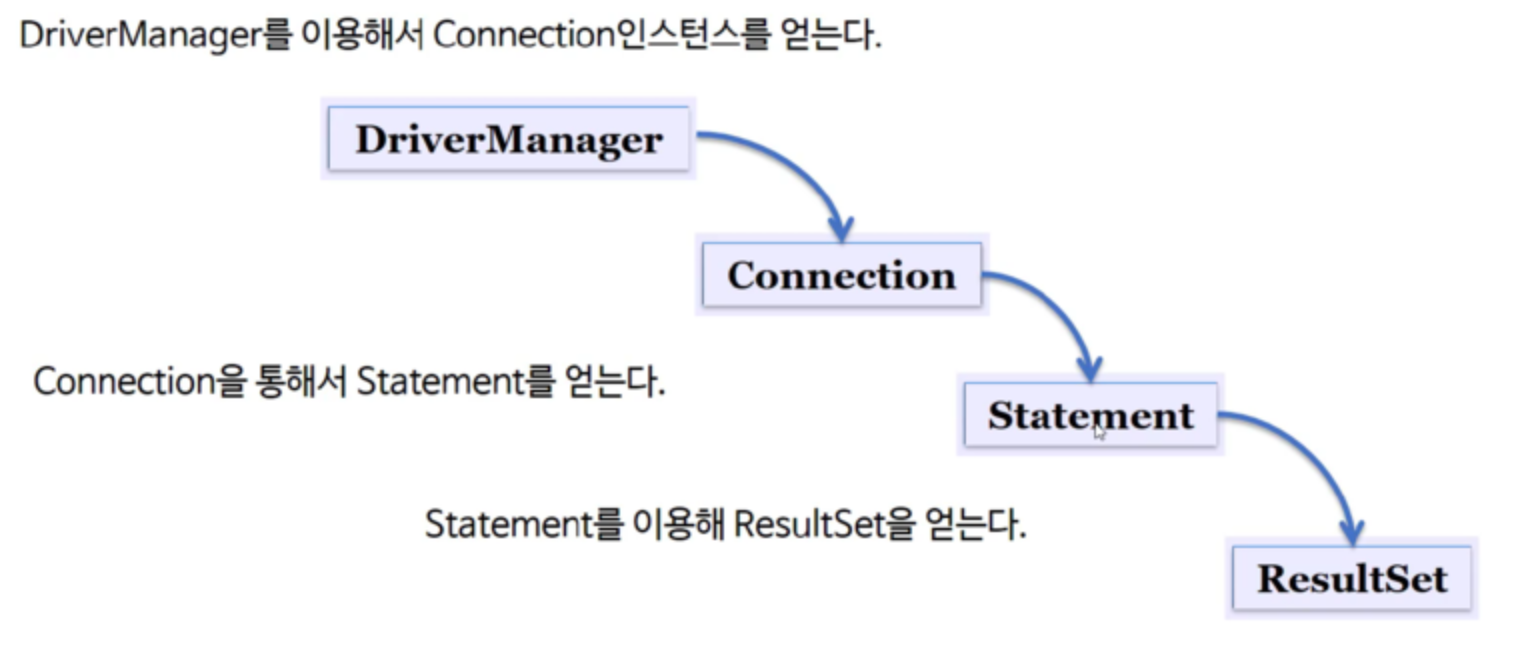 DriverManager를 이용해서 Connection인스턴스를 얻는다.
DriverManager
Connection
Connection을 통해서 Statement를 얻는다.
Statement
Statement를 이용해 ResultSet을 얻는다.
ResultSet